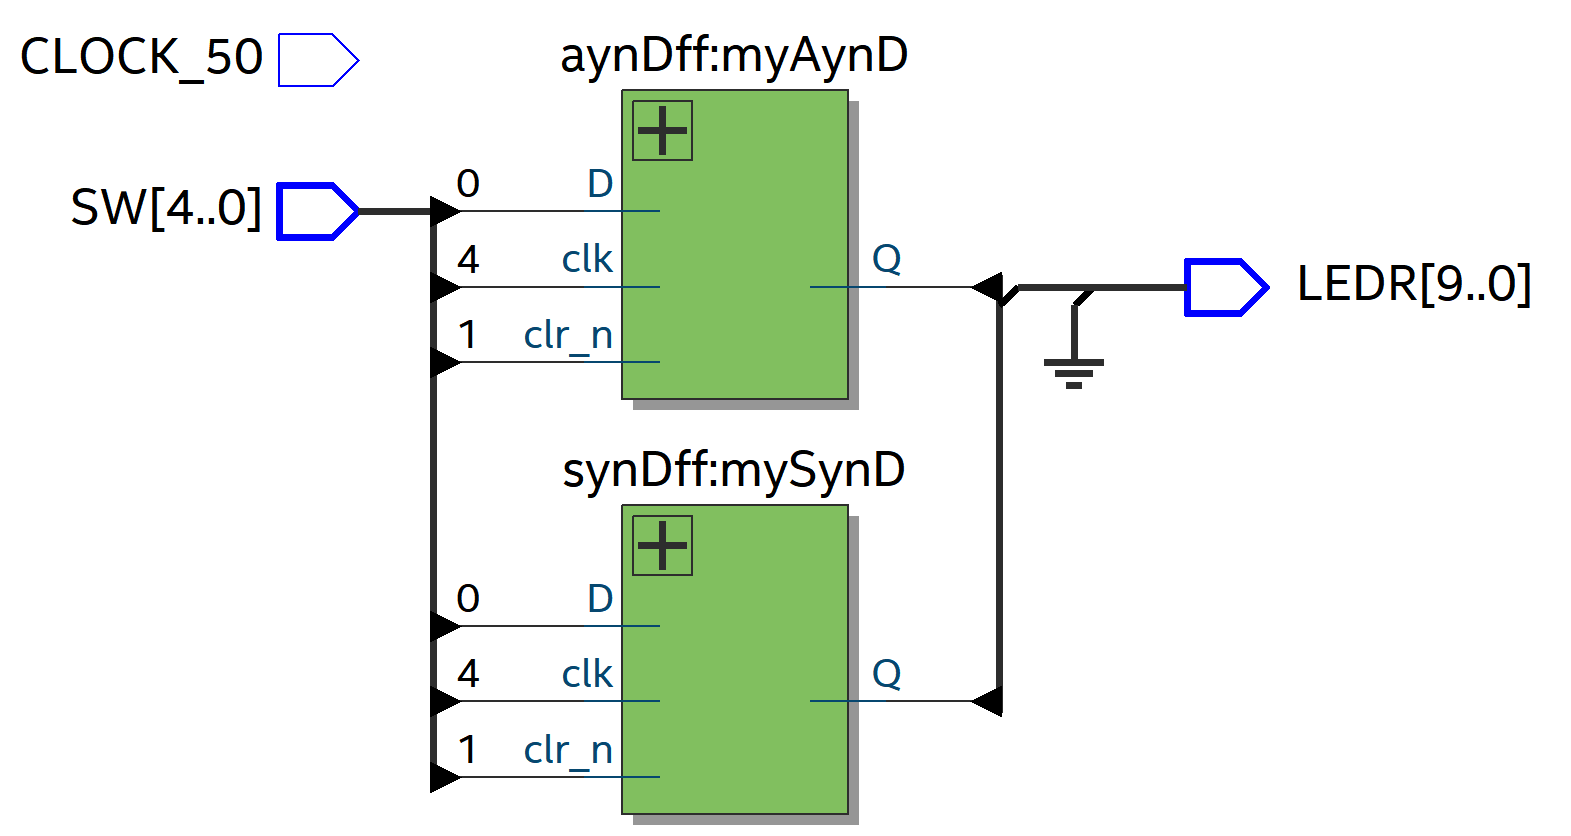 CLOCK_50
aynDff:myAynD
SW[4..0]
0 D
4 clk
1 clr_n
Q
LEDR[9..0]
synDff:mySynD
0 D
4 clk
1 clr_n
Q